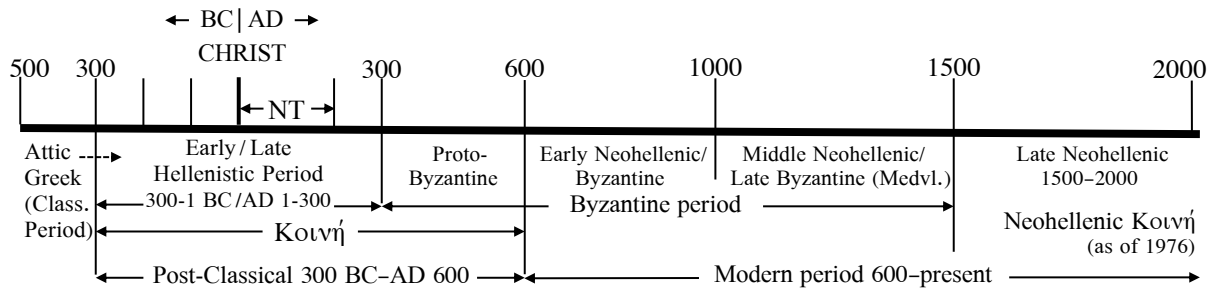 BC | AD
CHRIST
500 300 300 600 1000 1500 2000
NT
Attic Greek (Class. Period)
Early/Late Hellenistic Period 300-1 BC/AD 1-300
Proto-Byzantine
Early Neohellenic/Byzantine
Middle Neohellenic/Late Byzantine (Medvl.)
Late Neohellenic 1500–2000
Byzantine period
Κοινή
Neohellenic Κοινή (as of 1976)
Post-Classical 300 BC–AD 600
Modern period 600–present